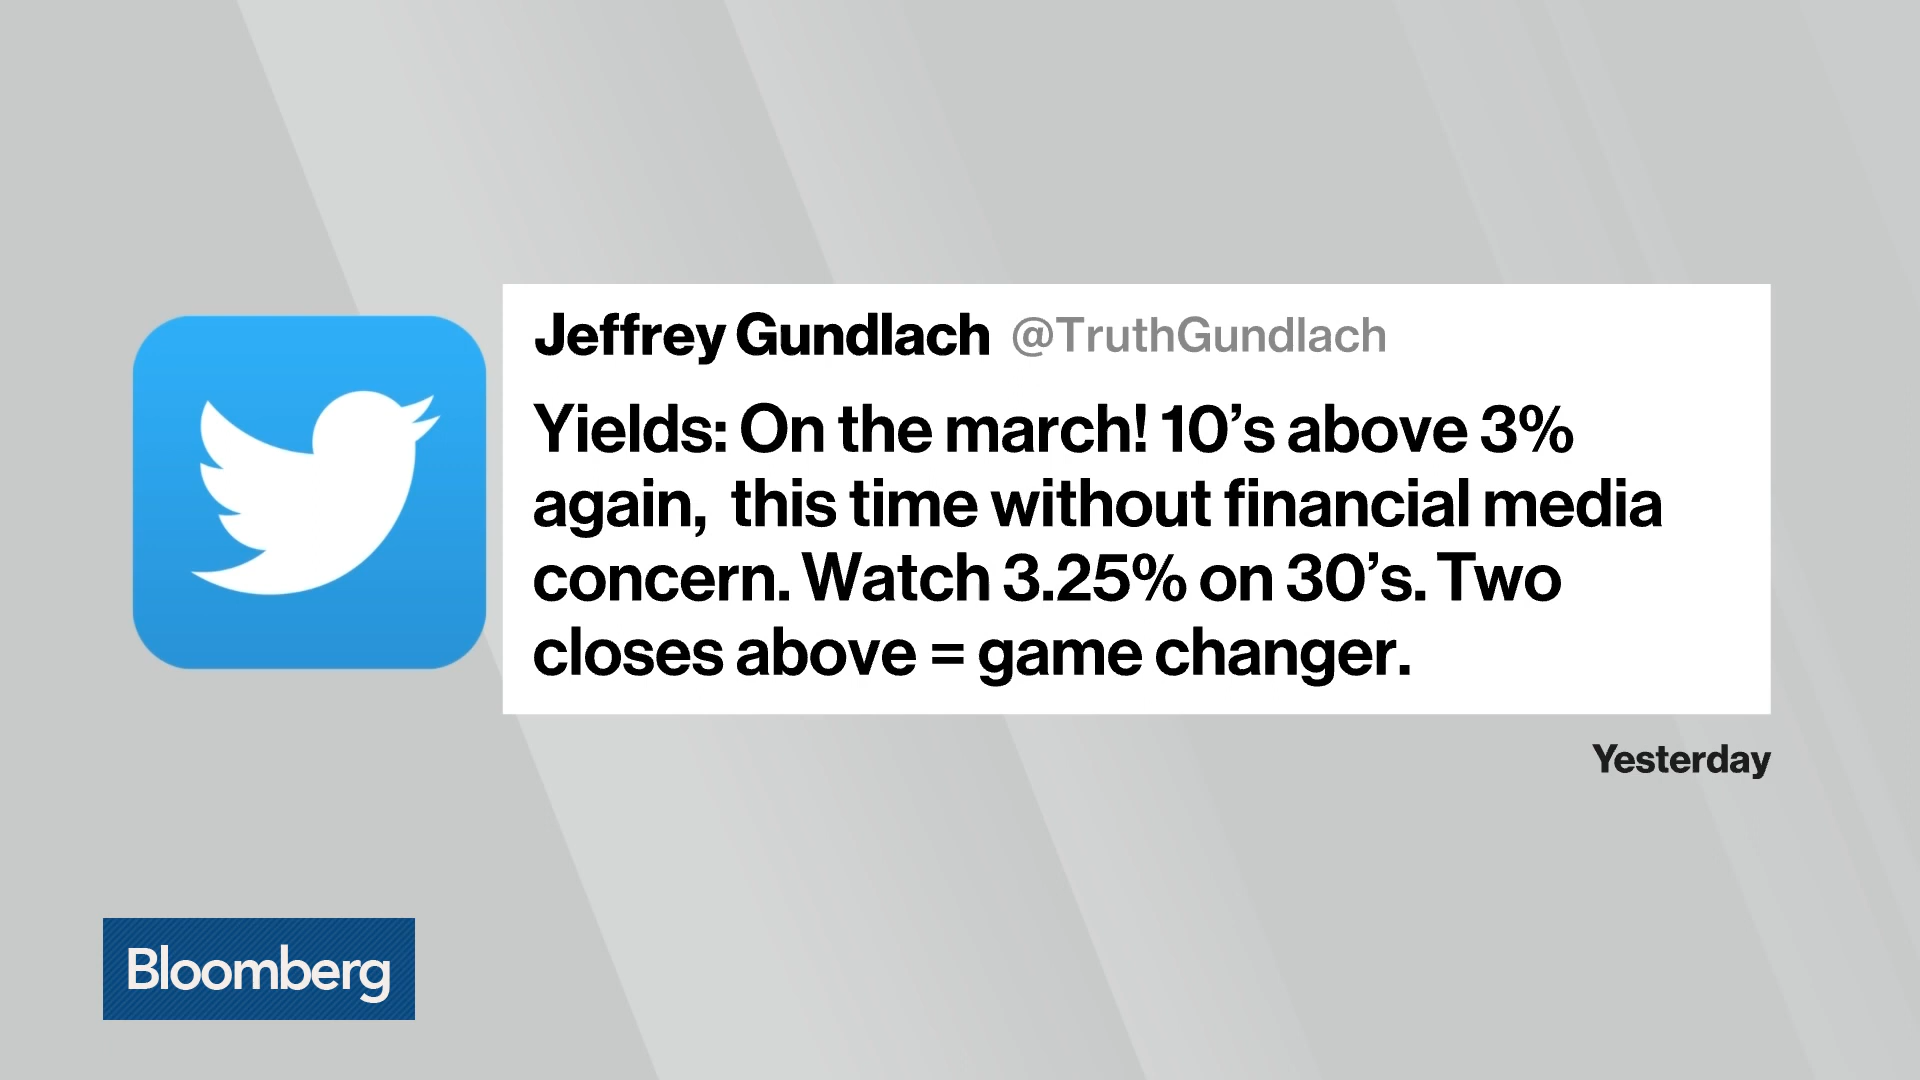 Jeffrey Gundlach @TruthGundlach
Yields: On the march! 10’s above 3%
again,  this time without financial media
concern. Watch 3.25% on 30’s. Two
closes above = game changer.
Yesterday
Bloomberg